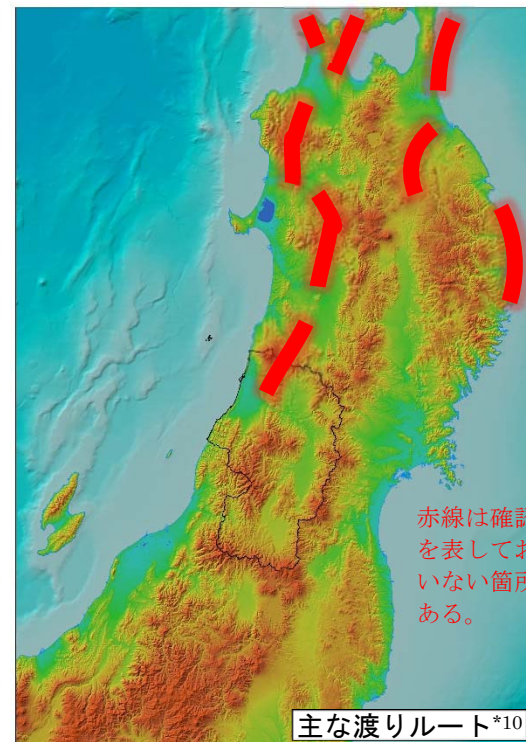 赤線は確認
を表してお
いない箇所
ある。
主な渡りルート*10